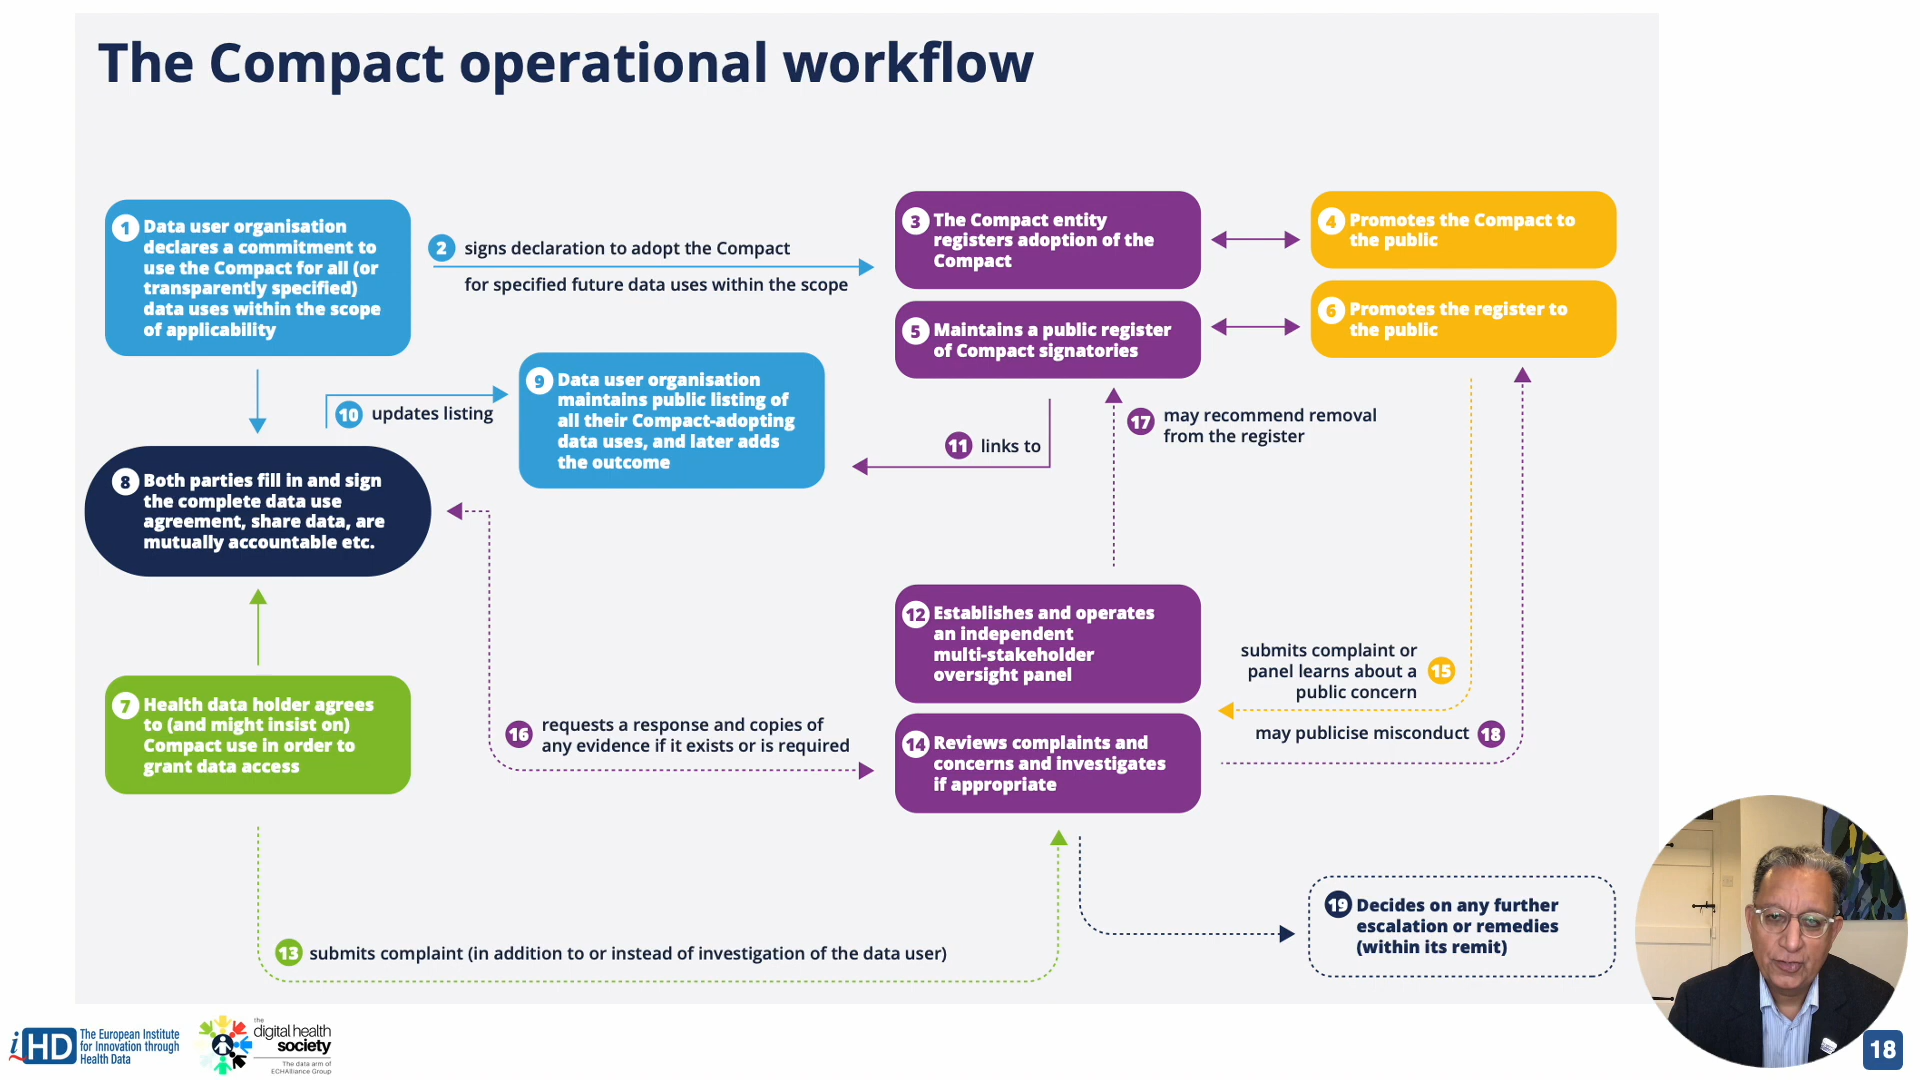 The Compact operational workflow
1 Data user organisation
declares a commitment to
use the Compact for all (or
transparently specified)
data uses within the scope
of applicability
2 signs declaration to adopt the Compact
for specified future data uses within the scope
3 The Compact entity
registers adoption of the
Compact
4 Promotes the Compact to
the public
5 Maintains a public register
of Compact signatories
6 Promotes the register to
the public
9 Data user organisation
maintains public listing of
all their Compact-adopting
data uses, and later adds
the outcome
10 updates listing
11 links to
17 may recommend removal
from the register
8 Both parties fill in and sign
the complete data use
agreement, share data, are
mutually accountable etc.
12 Establishes and operates
an independent
multi-stakeholder
oversight panel
submits complaint or
panel learns about a
public concern
15
7 Health data holder agrees
to (and might insist on)
Compact use in order to
grant data access
16 requests a response and copies of
any evidence if it exists or is required
14 Reviews complaints and
concerns and investigates
if appropriate
may publicise misconduct 18
13 submits complaint (in addition to or instead of investigation of the data user)
19 Decides on any further
escalation or remedies
(within its remit)
iHD The European Institute
for Innovation through
Health Data
the
digital health
society
The data arm of
ECHAlliance Group
18